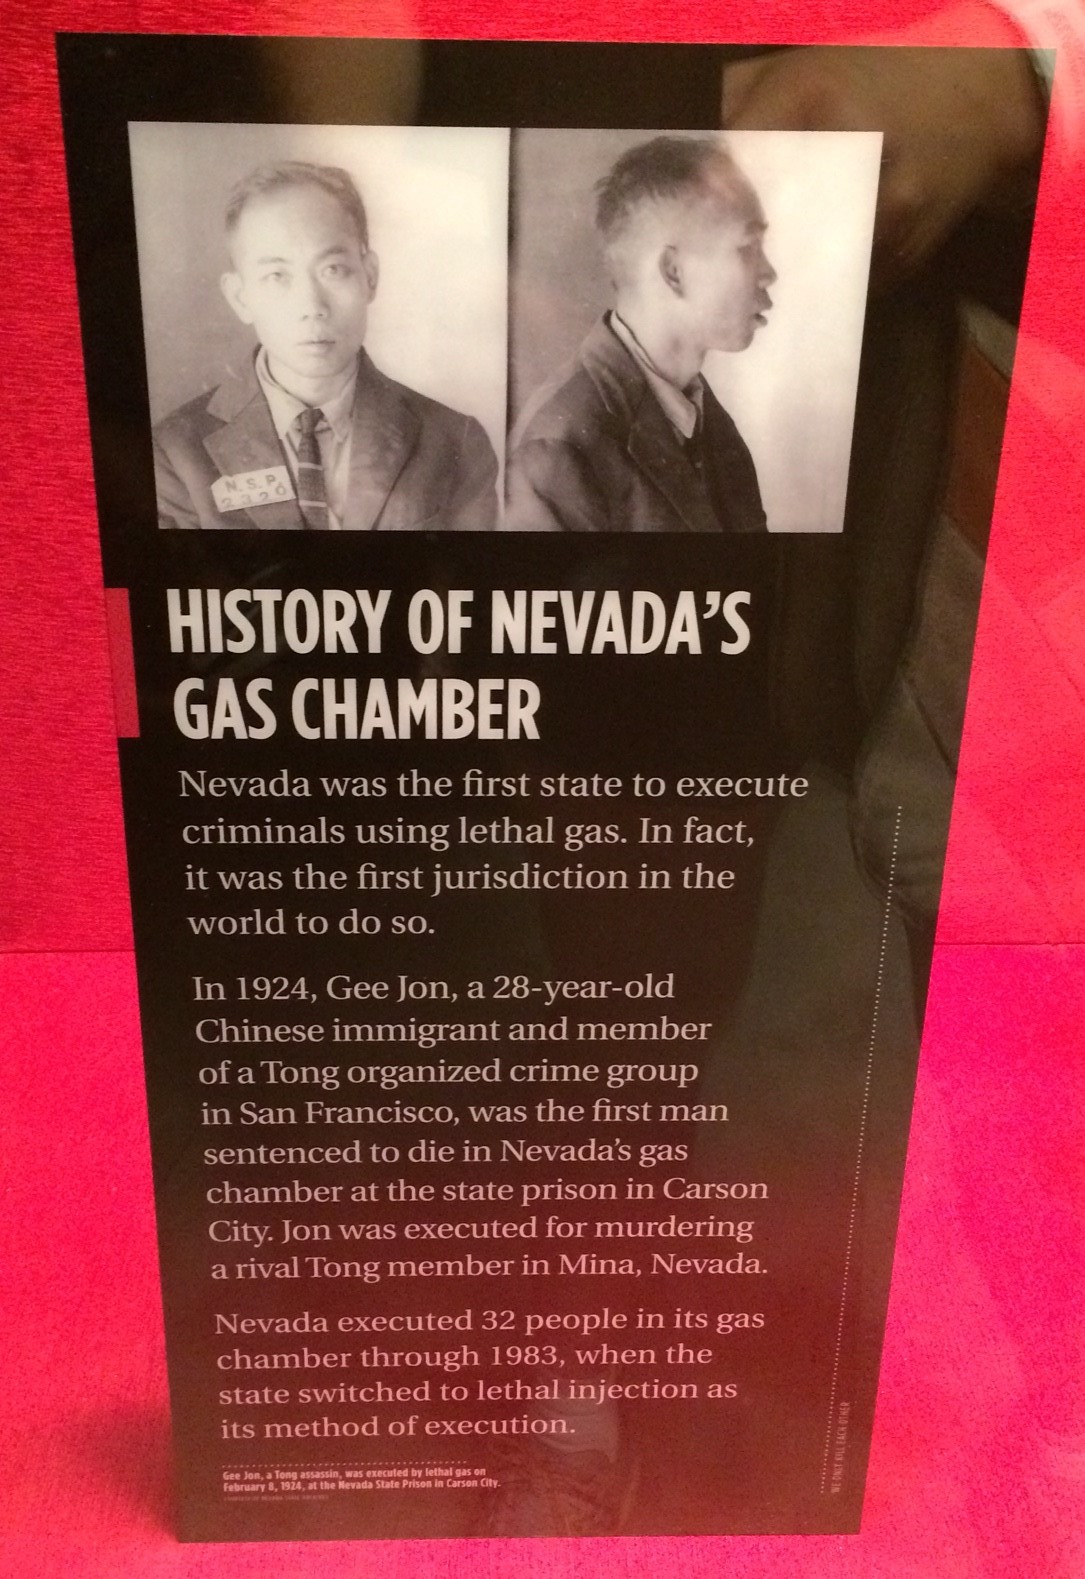 N.S.P.
2320
HISTORY OF NEVADA'S
GAS CHAMBER
Nevada was the first state to execute
criminals using lethal gas. In fact,
it was the first jurisdiction in the
world to do so.
In 1924, Gee Jon, a 28-year-old
Chinese immigrant and member
of a Tong organized crime group
in San Francisco, was the first man
sentenced to die in Nevada's gas
chamber at the state prison in Carson
City. Jon was executed for murdering
a rival Tong member in Mina, Nevada.
Nevada executed 32 people in its gas
chamber through 1983, when the
state switched to lethal injection as
its method of execution.
Gee Jon, a Tong assassin, was executed by lethal gas on
February 8, 1924, at the Nevada State Prison in Carson City.
WE ONLY KILL EACH OTHER